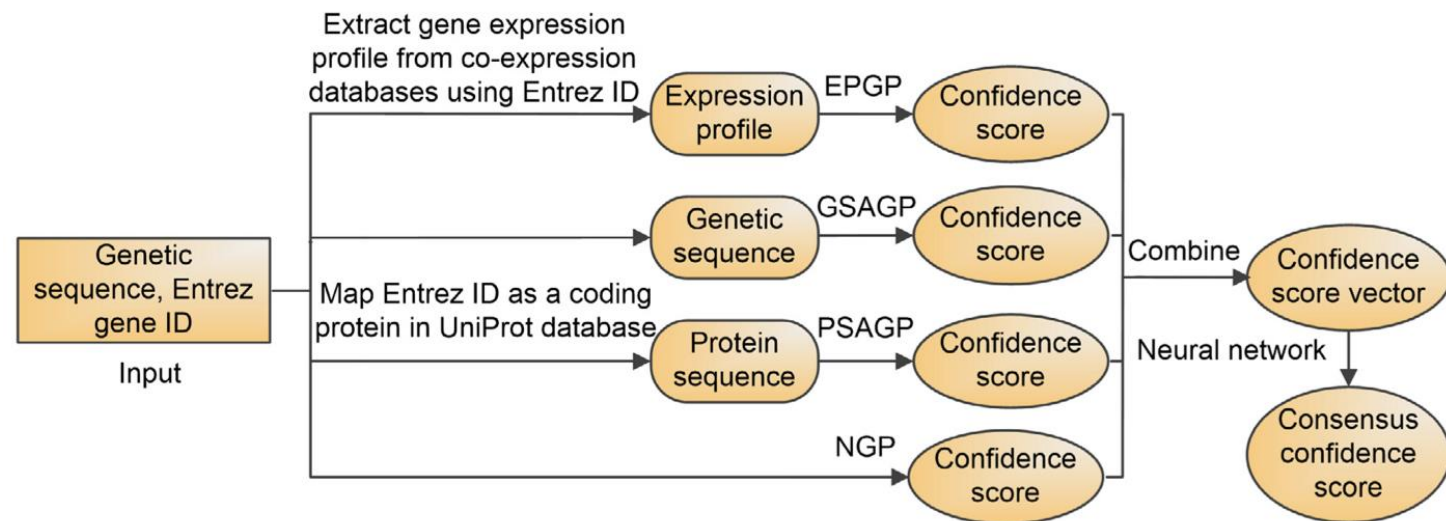 Extract gene expression
profile from co-expression
databases using Entrez ID
Expression
profile
EPGP
Confidence
score
Genetic
sequence
GSAGP
Confidence
score
Genetic
sequence, Entrez
gene ID
Input
Map Entrez ID as a coding
protein in UniProt database
Protein
sequence
PSAGP
Confidence
score
NGP
Confidence
score
Combine
Confidence
score vector
Neural network
Consensus
confidence
score